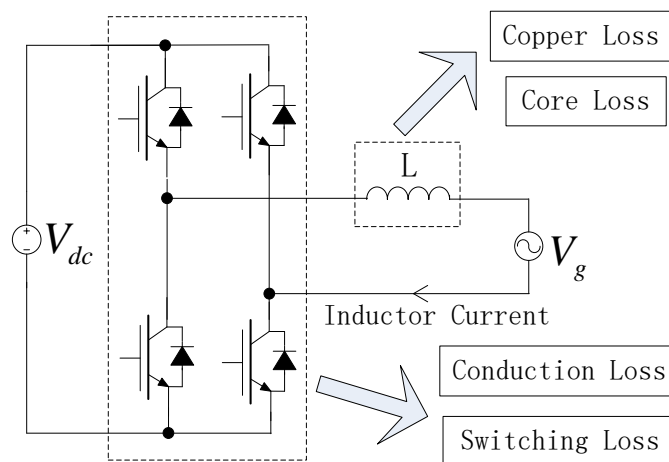 Copper Loss
Core Loss
L
V_dc
V_g
Inductor Current
Conduction Loss
Switching Loss